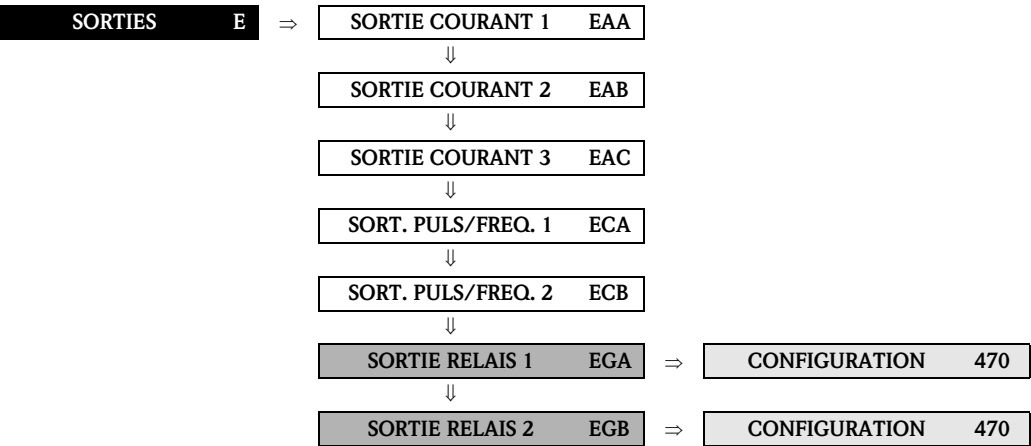 SORTIES E ⇒ SORTIE COURANT 1 EAA
⇓
SORTIE COURANT 2 EAB
⇓
SORTIE COURANT 3 EAC
⇓
SORT. PULS/FREQ. 1 ECA
⇓
SORT. PULS/FREQ. 2 ECB
⇓
SORTIE RELAIS 1 EGA ⇒ CONFIGURATION 470
⇓
SORTIE RELAIS 2 EGB ⇒ CONFIGURATION 470